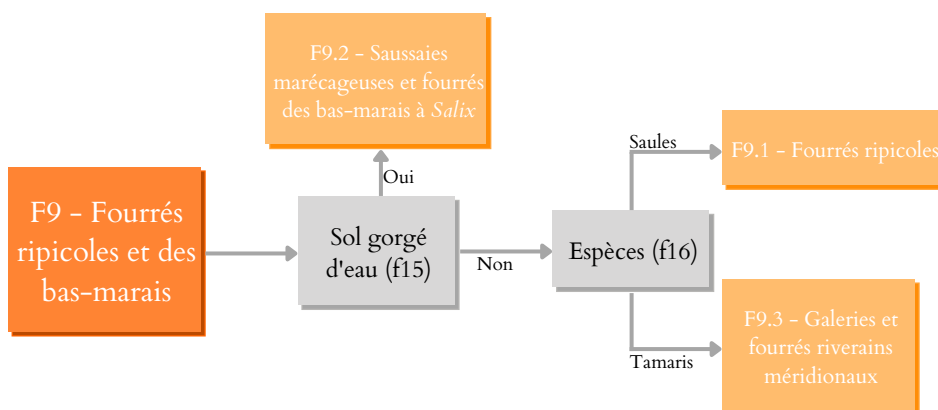 F9.2 - Saussaies
marécageuses et fourrés
des bas-marais à Salix
Saules
F9.1 - Fourrés ripicoles
Oui
F9 - Fourrés
ripicoles et des
bas-marais
Sol gorgé
d'eau (f15)
Non
Espèces (f16)
Tamaris
F9.3 - Galeries et
fourrés riverains
méridionaux